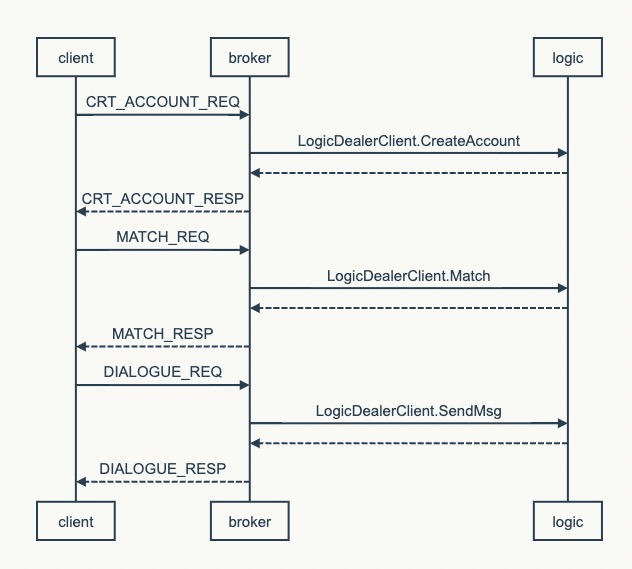 client
broker
logic
CRT_ACCOUNT_REQ
LogicDealerClient.CreateAccount
CRT_ACCOUNT_RESP
MATCH_REQ
LogicDealerClient.Match
MATCH_RESP
DIALOGUE_REQ
LogicDealerClient.SendMsg
DIALOGUE_RESP
client
broker
logic